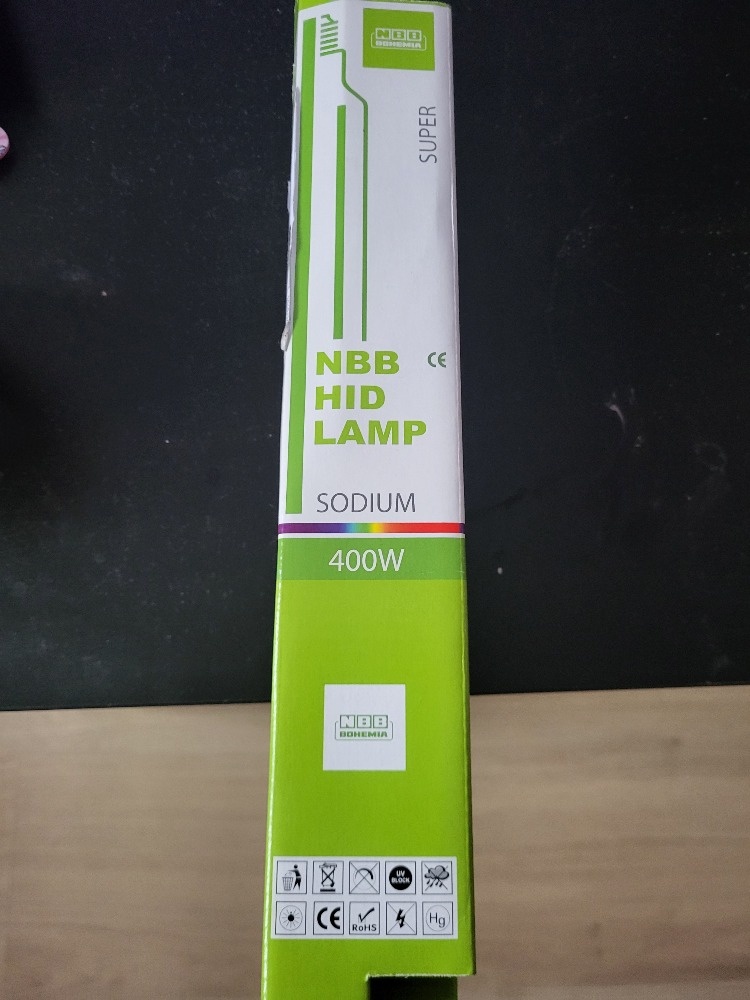 NBB
BOHEMIA
SUPER
NBB CE
HID
LAMP
SODIUM
400W
NBB
BOHEMIA
UV
BLOCK
CE
RoHS
Hg